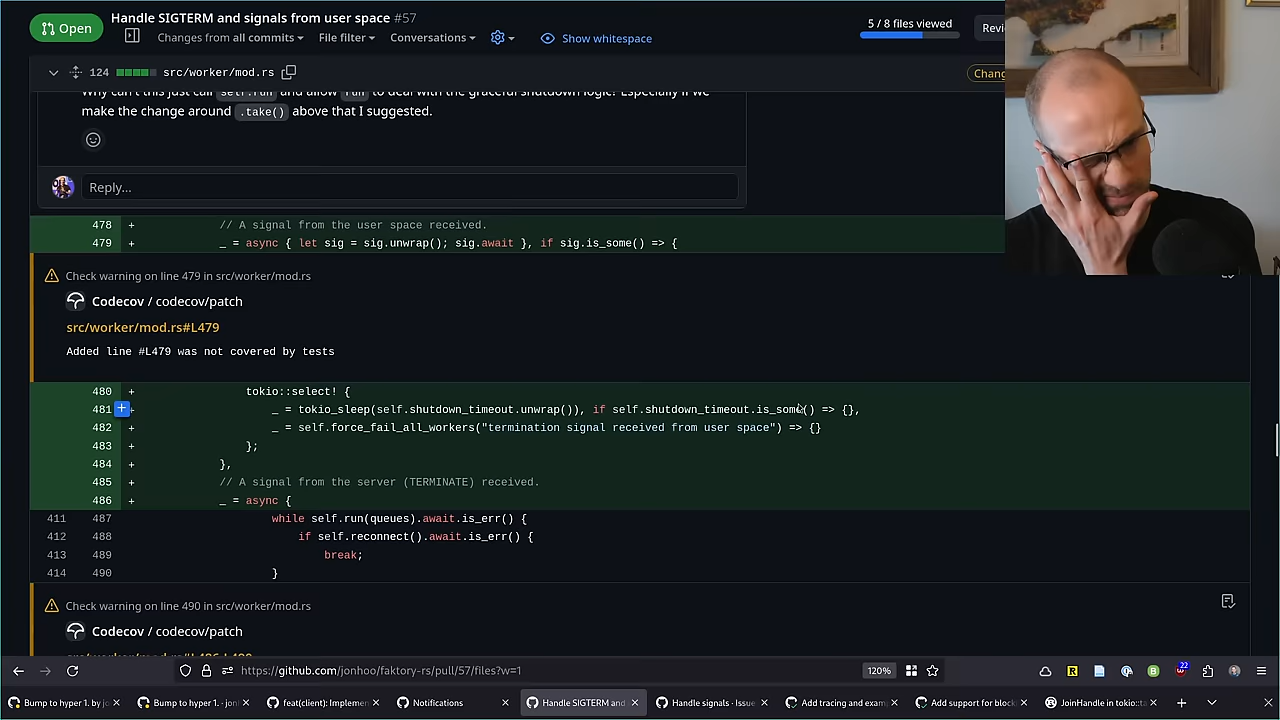 Open
Handle SIGTERM and signals from user space #57
Changes from all commits
File filter
Conversations
Show whitespace
5 / 8 files viewed
124 src/worker/mod.rs
make the change around .take() above that I suggested.
Reply...
478 + // A signal from the user space received.
479 + _ = async { let sig = sig.unwrap(); sig.await }, if sig.is_some() => {
Check warning on line 479 in src/worker/mod.rs
Codecov / codecov/patch
src/worker/mod.rs#L479
Added line #L479 was not covered by tests
480 + tokio::select! {
481 + _ = tokio_sleep(self.shutdown_timeout.unwrap()), if self.shutdown_timeout.is_some() => {},
482 + _ = self.force_fail_all_workers("termination signal received from user space") => {}
483 + };
484 + },
485 + // A signal from the server (TERMINATE) received.
486 + _ = async {
411 487 while self.run(queues).await.is_err() {
412 488 if self.reconnect().await.is_err() {
413 489 break;
414 490 }
Check warning on line 490 in src/worker/mod.rs
Codecov / codecov/patch
https://github.com/jonhoo/faktory-rs/pull/57/files?w=1
120%
22
Bump to hyper 1. by jo
Bump to hyper 1. - jon
feat(client): Implemen
Notifications
Handle SIGTERM and
Handle signals · Issue
Add tracing and exam
Add support for block
JoinHandle in tokio::ta